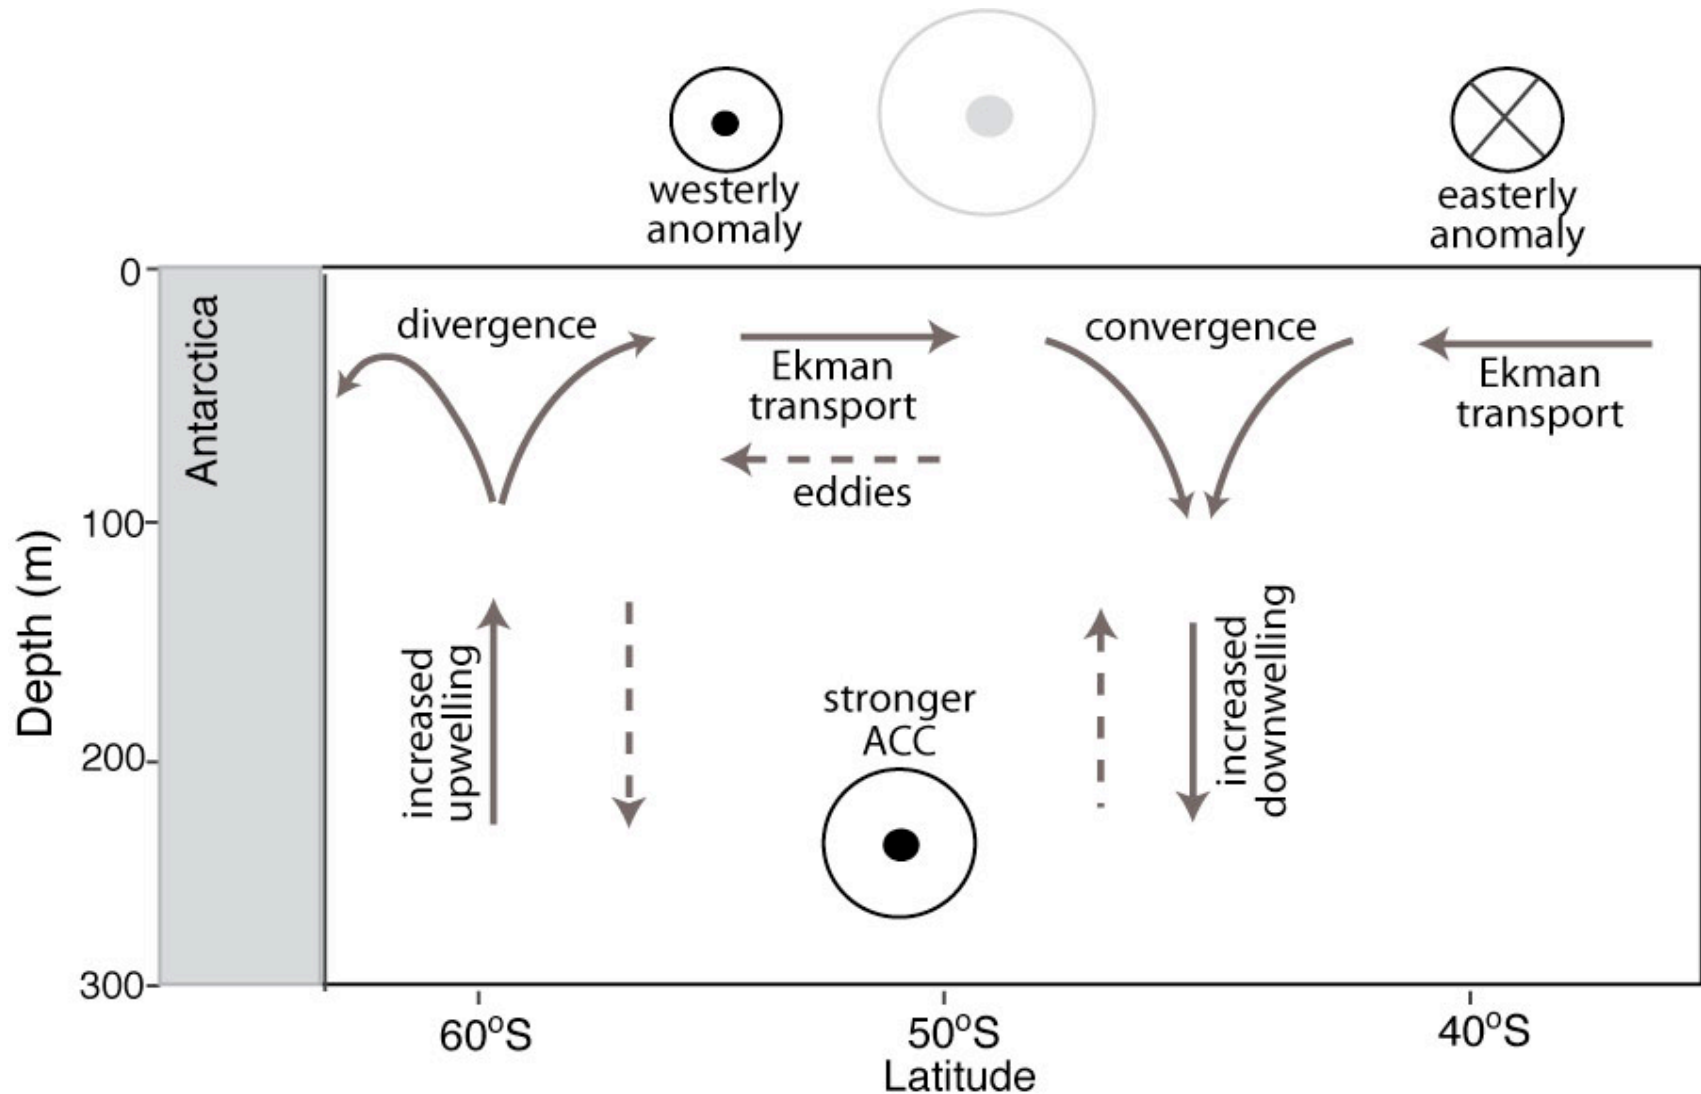 westerly
anomaly
easterly
anomaly
0
100
200
300
Depth (m)
Antarctica
divergence
Ekman
transport
eddies
convergence
Ekman
transport
increased
upwelling
stronger
ACC
increased
downwelling
60°S
50°S
40°S
Latitude